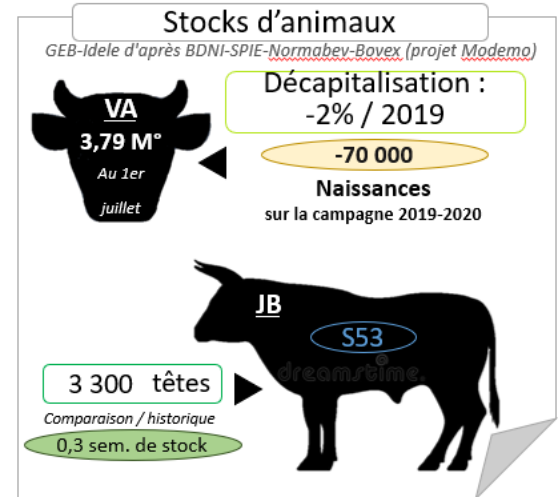 Stocks d'animaux
GEB-Idele d'après BDNI-SPIE-Normabev-Bovex (projet Modemo)
Décapitalisation :
-2% / 2019
VA
3,79 M°
Au 1er
juillet
-70 000
Naissances
sur la campagne 2019-2020
JB
S53
dreamstime.
3 300 têtes
Comparaison / historique
0,3 sem. de stock